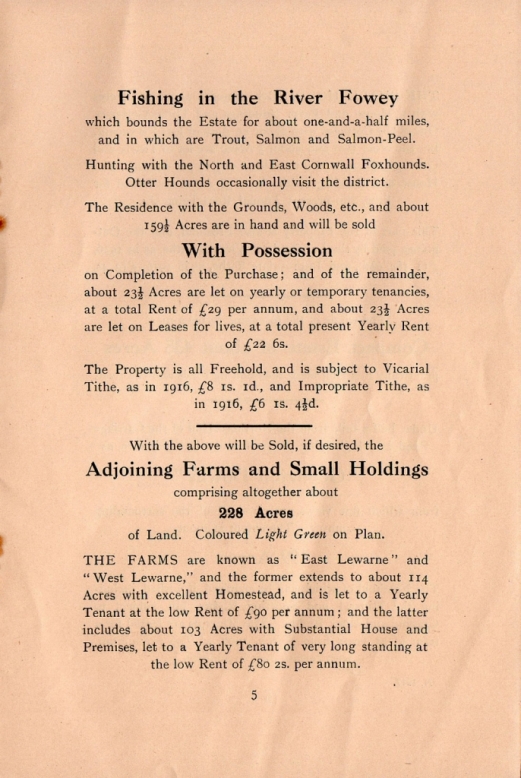 Fishing in the River Fowey
which bounds the Estate for about one-and-a-half miles,
and in which are Trout, Salmon and Salmon-Peel.
Hunting with the North and East Cornwall Foxhounds.
Otter Hounds occasionally visit the district.
The Residence with the Grounds, Woods, etc., and about
159½ Acres are in hand and will be sold
With Possession
on Completion of the Purchase; and of the remainder,
about 23½ Acres are let on yearly or temporary tenancies,
at a total Rent of £29 per annum, and about 23½ Acres
are let on Leases for lives, at a total present Yearly Rent
of £22 6s.
The Property is all Freehold, and is subject to Vicarial
Tithe, as in 1916, £8 1s. 1d., and Impropriate Tithe, as
in 1916, £6 1s. 4½d.
With the above will be Sold, if desired, the
Adjoining Farms and Small Holdings
comprising altogether about
228 Acres
of Land. Coloured Light Green on Plan.
THE FARMS are known as "East Lewarne" and
"West Lewarne," and the former extends to about 114
Acres with excellent Homestead, and is let to a Yearly
Tenant at the low Rent of £90 per annum; and the latter
includes about 103 Acres with Substantial House and
Premises, let to a Yearly Tenant of very long standing at
the low Rent of £80 2s. per annum.
5